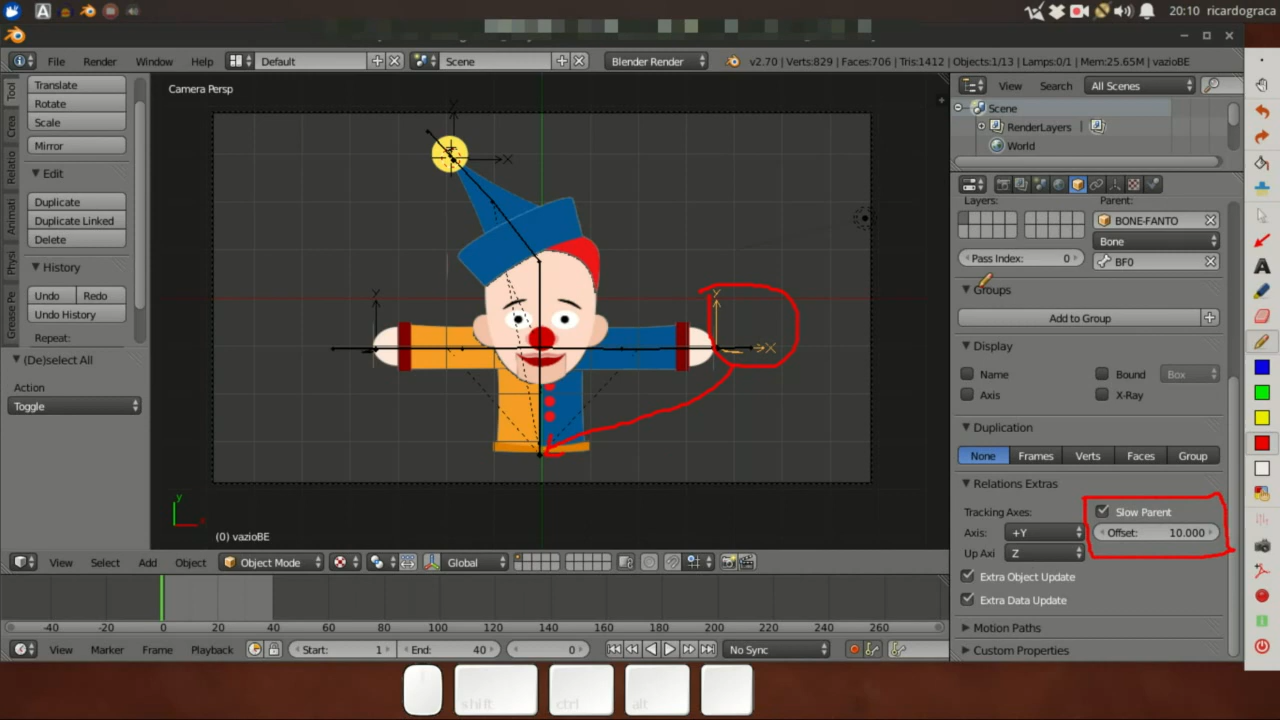 20:10 ricardograca
File Render Window Help Default Scene Blender Render v2.70 | Verts:829 | Faces:706 | Tris:1412 | Objects:1/13 | Lamps:0/1 | Mem:25.65M | vazioBE
Tool
Crea
Relatio
Animati
Physi
Grease Pe
Translate
Rotate
Scale
Mirror
Edit
Duplicate
Duplicate Linked
Delete
History
Undo Redo
Undo History
Repeat:
(De)select All
Action
Toggle
Camera Persp
X
X
Y
Y
X
y
x
(0) vazioBE
View Select Add Object Object Mode Global
-40 -20 0 20 40 60 80 100 120 140 160 180 200 220 240 260
View Marker Frame Playback Start: 1 End: 40 0 No Sync
View Search All Scenes
Scene
RenderLayers
World
Layers: Parent:
BONE-FANTO
Bone
Pass Index: 0 BF0
Groups
Add to Group
Display
Name Bound Box
Axis X-Ray
Duplication
None Frames Verts Faces Group
Relations Extras
Tracking Axes: Slow Parent
Axis: +Y Offset: 10.000
Up Axi Z
Extra Object Update
Extra Data Update
Motion Paths
Custom Properties
shift ctrl alt